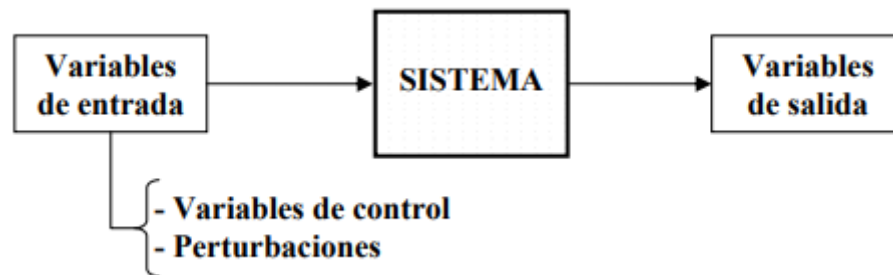 Variables
de entrada
SISTEMA
Variables
de salida
- Variables de control
- Perturbaciones